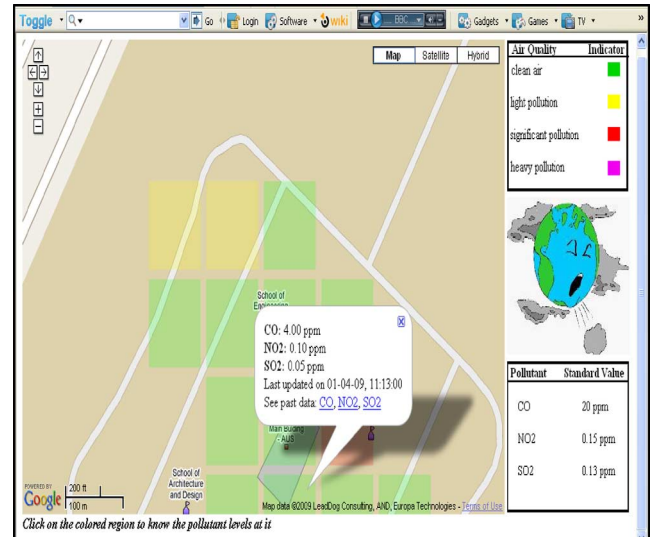 Toggle Go Login Software wiki BBC Gadgets Games TV »
Map Satellite Hybrid
Air Quality Indicator
clean air
light pollution
significant pollution
heavy pollution
School of
CO: 4.00 ppm
NO2: 0.10 ppm
SO2: 0.05 ppm
Last updated on 01-04-09, 11:13:00
See past data: CO, NO2, SO2
Main Building
AUS
School of
Architecture
and Design
Pollutant Standard Value
CO 20 ppm
NO2 0.15 ppm
SO2 0.13 ppm
POWERED BY
Google
200 ft
100 m
Map data ©2009 LeadDog Consulting, AND, Europa Technologies - Terms of Use
Click on the colored region to know the pollutant levels at it